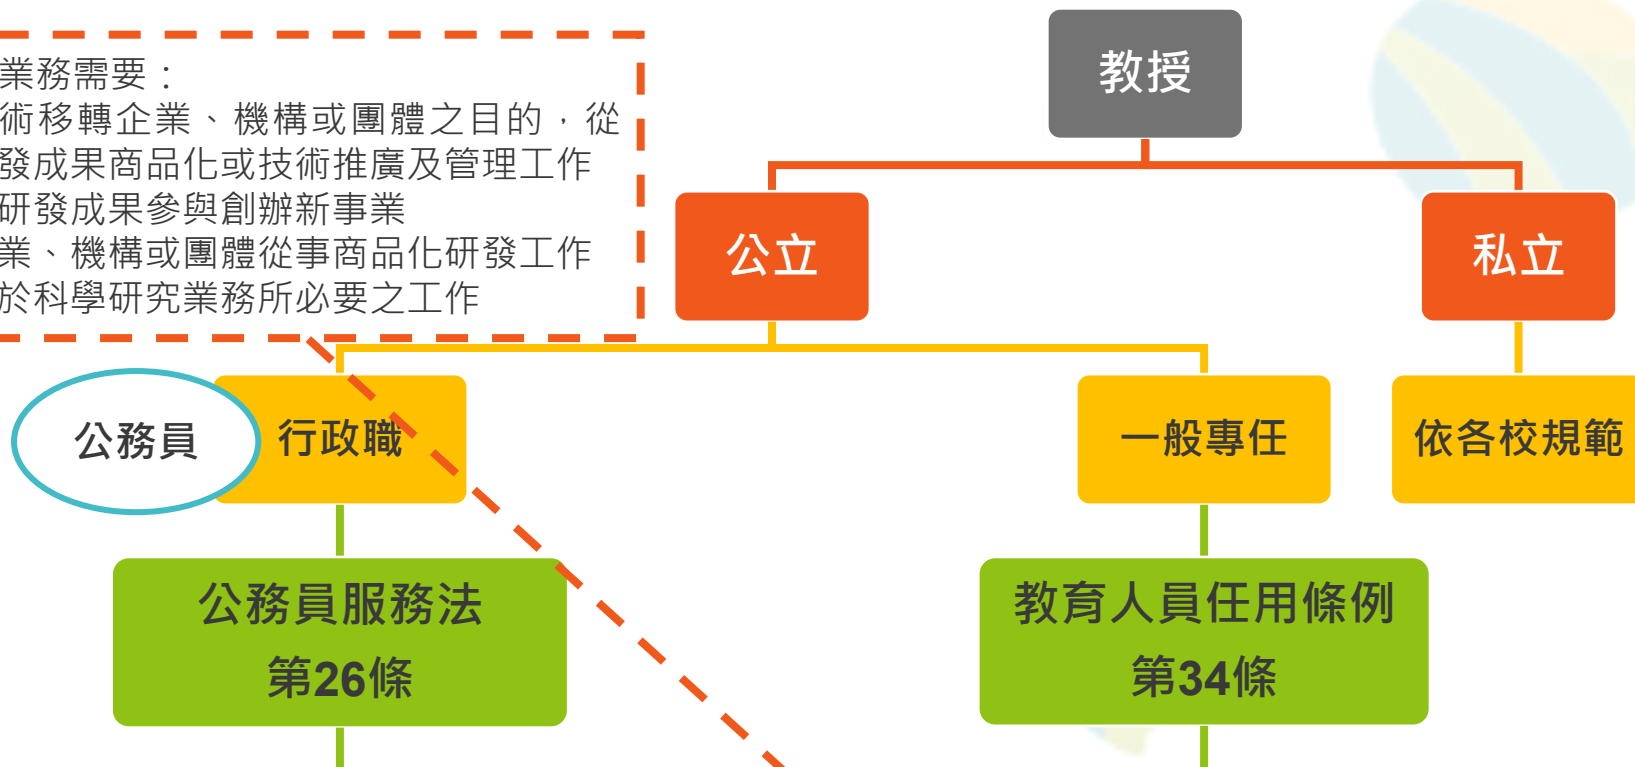 業務需要：
術移轉企業、機構或團體之目的，從
發成果商品化或技術推廣及管理工作
研發成果參與創辦新事業
業、機構或團體從事商品化研發工作
於科學研究業務所必要之工作
教授
公立
私立
公務員
行政職
一般專任
依各校規範
公務員服務法
第26條
教育人員任用條例
第34條